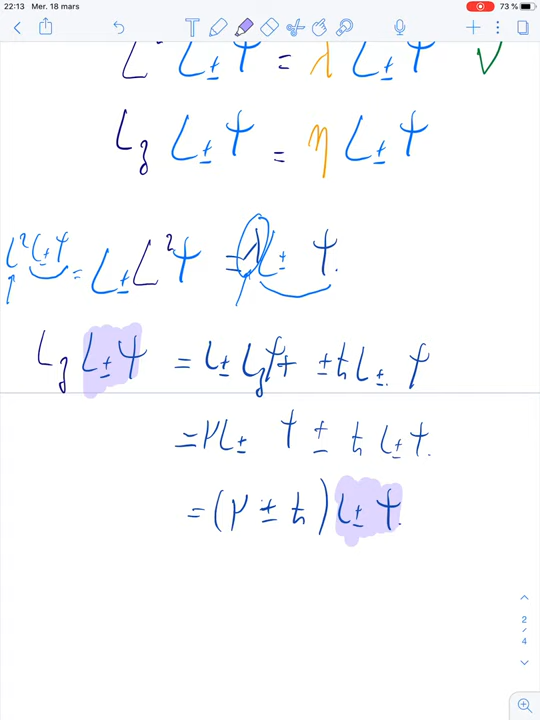 22:13 Mer. 18 mars 73 %
L² L± Ψ = λ L± Ψ ✓
L_z L± Ψ = η L± Ψ
L² L± Ψ = L± L² Ψ = λ L± Ψ.
L_z L± Ψ = L± L_z Ψ + ±ħ L± Ψ
= μ L± Ψ ± ħ L± Ψ.
= (μ ± ħ) L± Ψ.
2
/
4